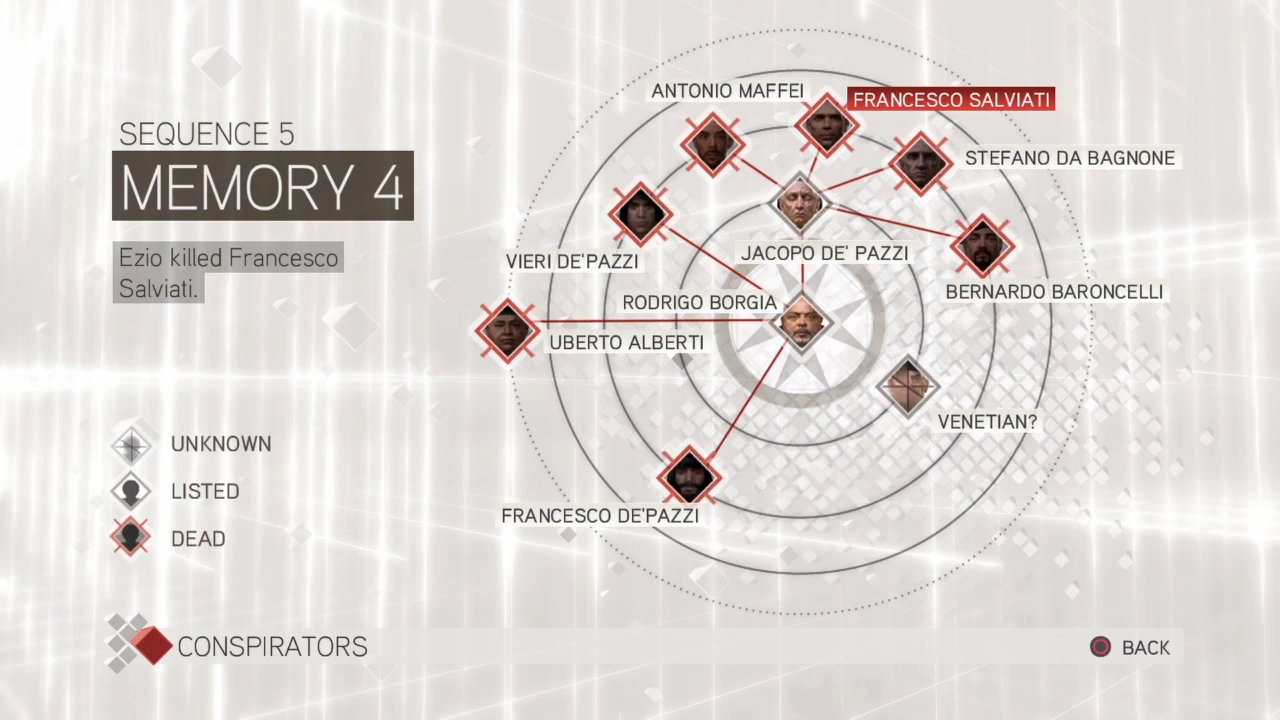 SEQUENCE 5
MEMORY 4
Ezio killed Francesco
Salviati.
ANTONIO MAFFEI
FRANCESCO SALVIATI
STEFANO DA BAGNONE
VIERI DE'PAZZI
JACOPO DE' PAZZI
BERNARDO BARONCELLI
RODRIGO BORGIA
UBERTO ALBERTI
VENETIAN?
FRANCESCO DE'PAZZI
UNKNOWN
LISTED
DEAD
CONSPIRATORS
BACK